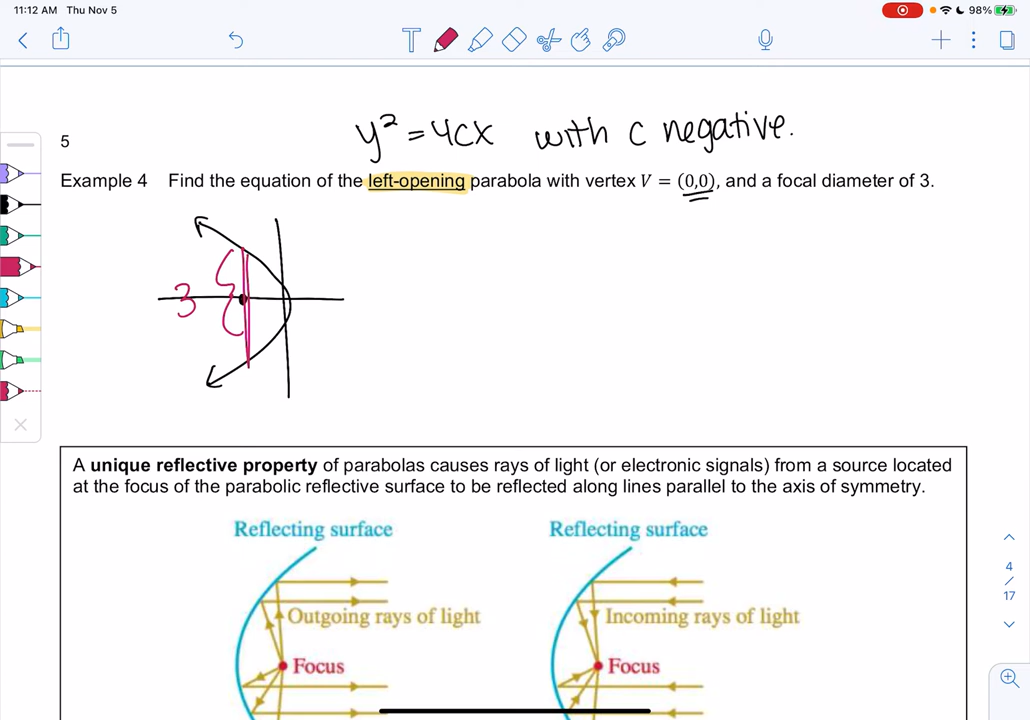 11:12 AM Thu Nov 5
98%
T
y² = 4cx with c negative.
5
Example 4 Find the equation of the left-opening parabola with vertex V = (0,0), and a focal diameter of 3.
3
A unique reflective property of parabolas causes rays of light (or electronic signals) from a source located
at the focus of the parabolic reflective surface to be reflected along lines parallel to the axis of symmetry.
Reflecting surface
Reflecting surface
Outgoing rays of light
Incoming rays of light
Focus
Focus
4
/
17